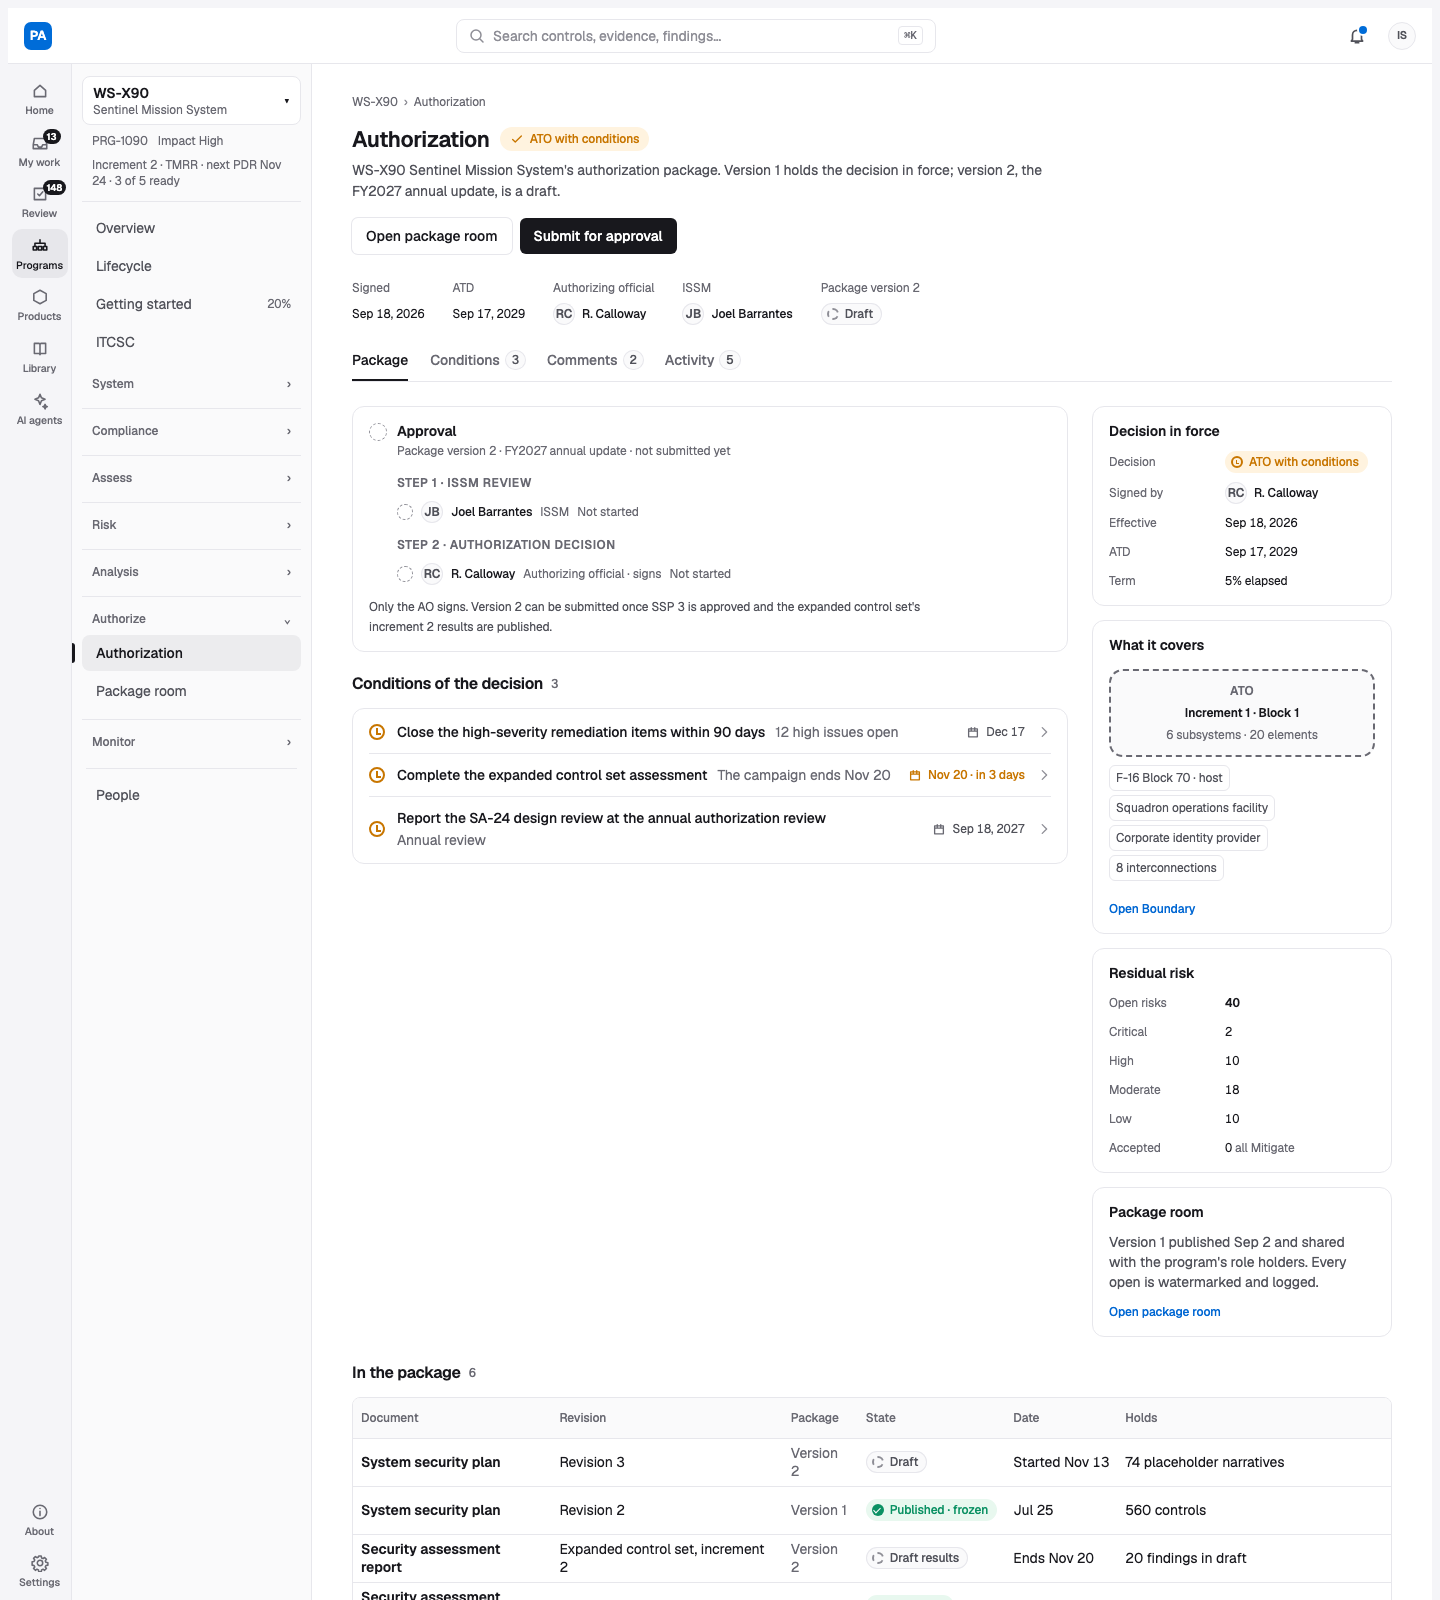 PA
Search controls, evidence, findings...
⌘K
IS
Home
13
My work
148
Review
Programs
Products
Library
AI agents
About
Settings
WS-X90
Sentinel Mission System
PRG-1090 Impact High
Increment 2 · TMRR · next PDR Nov
24 · 3 of 5 ready
Overview
Lifecycle
Getting started 20%
ITCSC
System
Compliance
Assess
Risk
Analysis
Authorize
Authorization
Package room
Monitor
People
WS-X90 › Authorization
Authorization ATO with conditions
WS-X90 Sentinel Mission System's authorization package. Version 1 holds the decision in force; version 2, the
FY2027 annual update, is a draft.
Open package room Submit for approval
Signed ATD Authorizing official ISSM Package version 2
Sep 18, 2026 Sep 17, 2029 RC R. Calloway JB Joel Barrantes Draft
Package Conditions 3 Comments 2 Activity 5
Approval
Package version 2 · FY2027 annual update · not submitted yet
STEP 1 · ISSM REVIEW
JB Joel Barrantes ISSM Not started
STEP 2 · AUTHORIZATION DECISION
RC R. Calloway Authorizing official · signs Not started
Only the AO signs. Version 2 can be submitted once SSP 3 is approved and the expanded control set's
increment 2 results are published.
Conditions of the decision 3
Close the high-severity remediation items within 90 days 12 high issues open Dec 17
Complete the expanded control set assessment The campaign ends Nov 20 Nov 20 · in 3 days
Report the SA-24 design review at the annual authorization review
Annual review
Sep 18, 2027
Decision in force
Decision ATO with conditions
Signed by RC R. Calloway
Effective Sep 18, 2026
ATD Sep 17, 2029
Term 5% elapsed
What it covers
ATO
Increment 1 · Block 1
6 subsystems · 20 elements
F-16 Block 70 · host
Squadron operations facility
Corporate identity provider
8 interconnections
Open Boundary
Residual risk
Open risks 40
Critical 2
High 10
Moderate 18
Low 10
Accepted 0 all Mitigate
Package room
Version 1 published Sep 2 and shared
with the program's role holders. Every
open is watermarked and logged.
Open package room
In the package 6
Document Revision Package State Date Holds
System security plan Revision 3 Version 2 Draft Started Nov 13 74 placeholder narratives
System security plan Revision 2 Version 1 Published · frozen Jul 25 560 controls
Security assessment report Expanded control set, increment 2 Version 2 Draft results Ends Nov 20 20 findings in draft
Security assessment